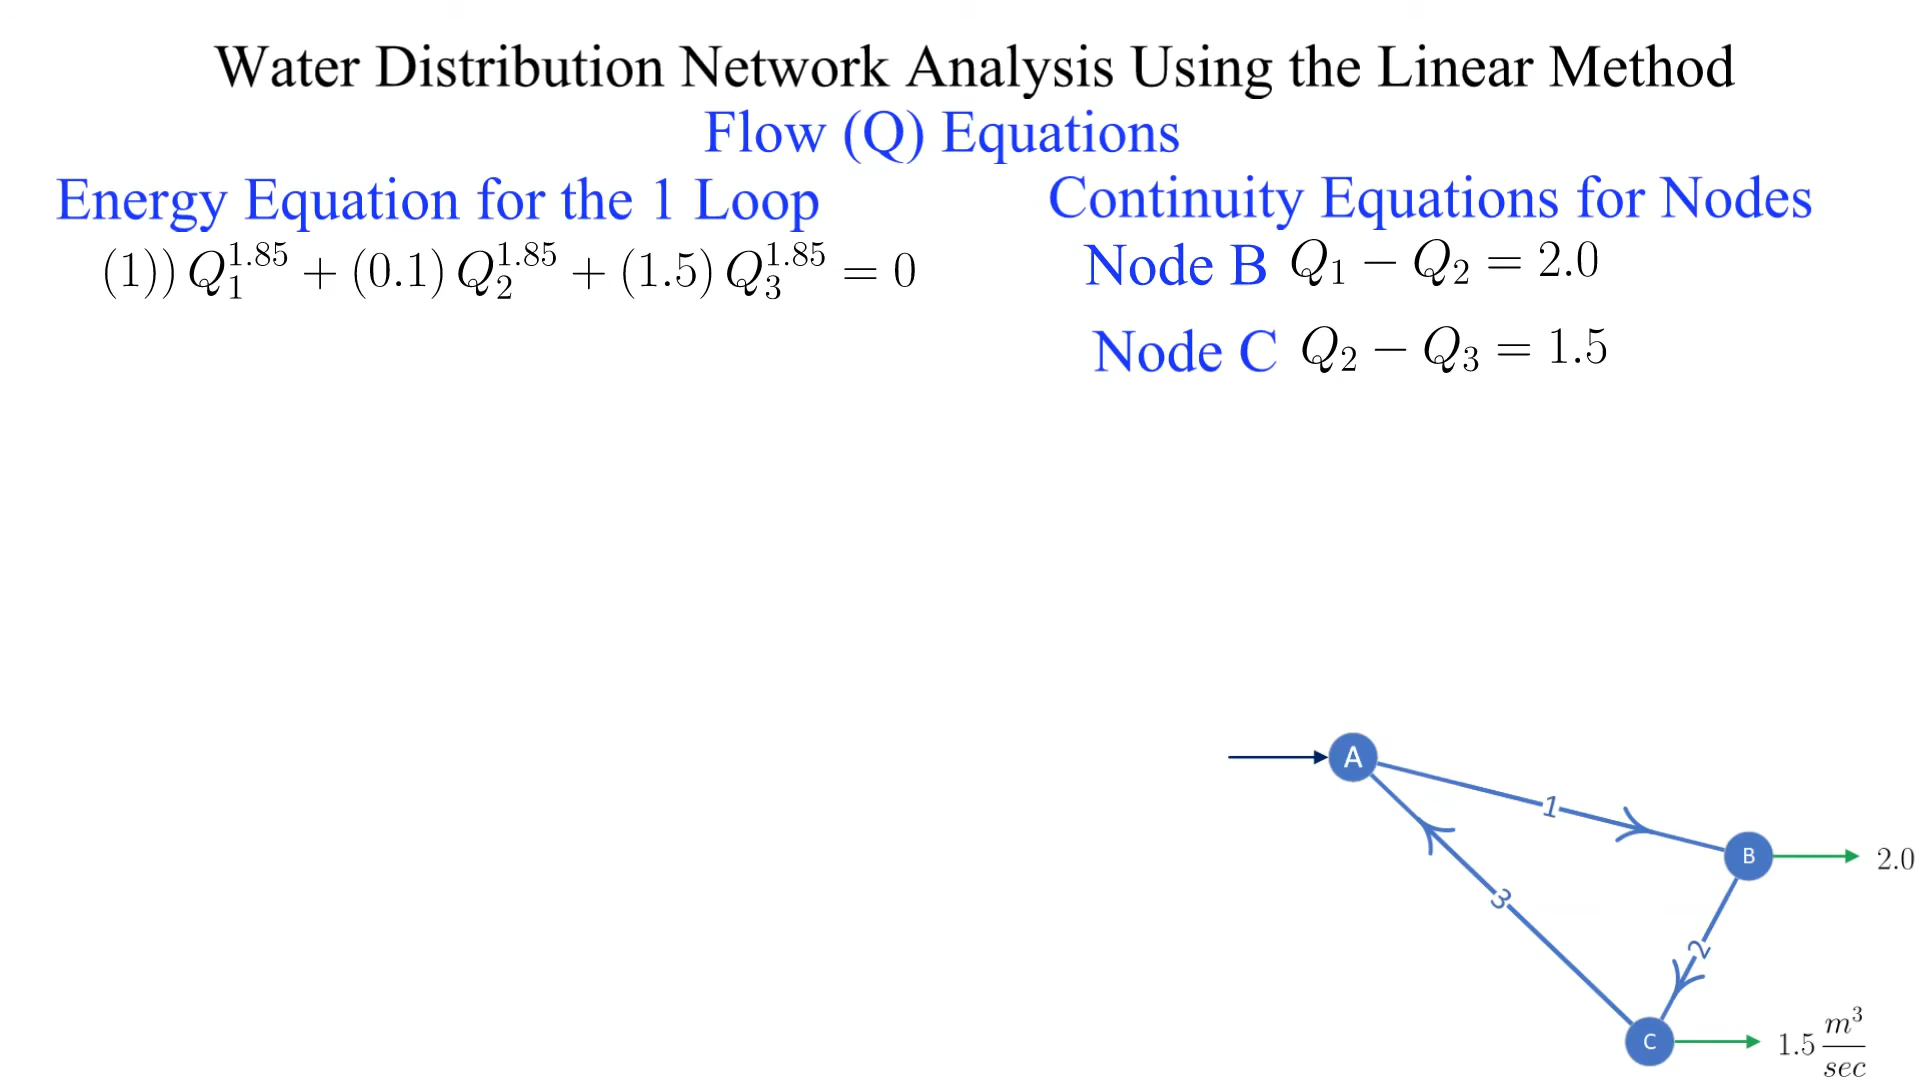 Water Distribution Network Analysis Using the Linear Method
Flow (Q) Equations
Energy Equation for the 1 Loop
(1)) Q₁^1.85 + (0.1) Q₂^1.85 + (1.5) Q₃^1.85 = 0
Continuity Equations for Nodes
Node B Q₁ − Q₂ = 2.0
Node C Q₂ − Q₃ = 1.5
A
1
B
2.0
3
2
C
1.5 m³/sec